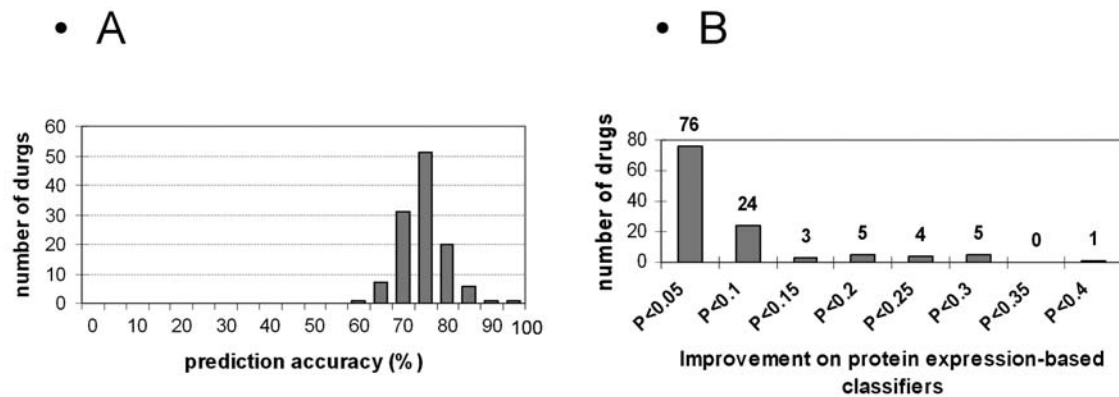 • A
number of durgs
60
50
40
30
20
10
0
0 10 20 30 40 50 60 70 80 90 100
prediction accuracy (%)
• B
number of drugs
80
60
40
20
0
76
24
3
5
4
5
0
1
P<0.05 P<0.1 P<0.15 P<0.2 P<0.25 P<0.3 P<0.35 P<0.4
Improvement on protein expression-based
classifiers